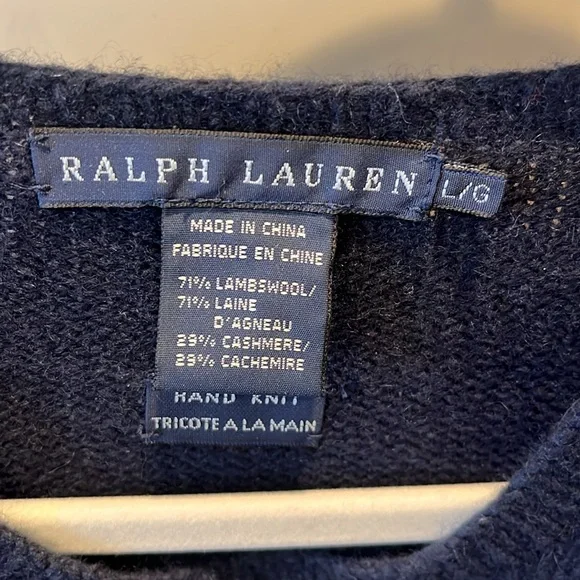 RALPH LAUREN L/G
MADE IN CHINA
FABRIQUE EN CHINE
71% LAMBSWOOL/
71% LAINE
D'AGNEAU
29% CASHMERE/
29% CACHEMIRE
HAND KNIT
TRICOTE A LA MAIN